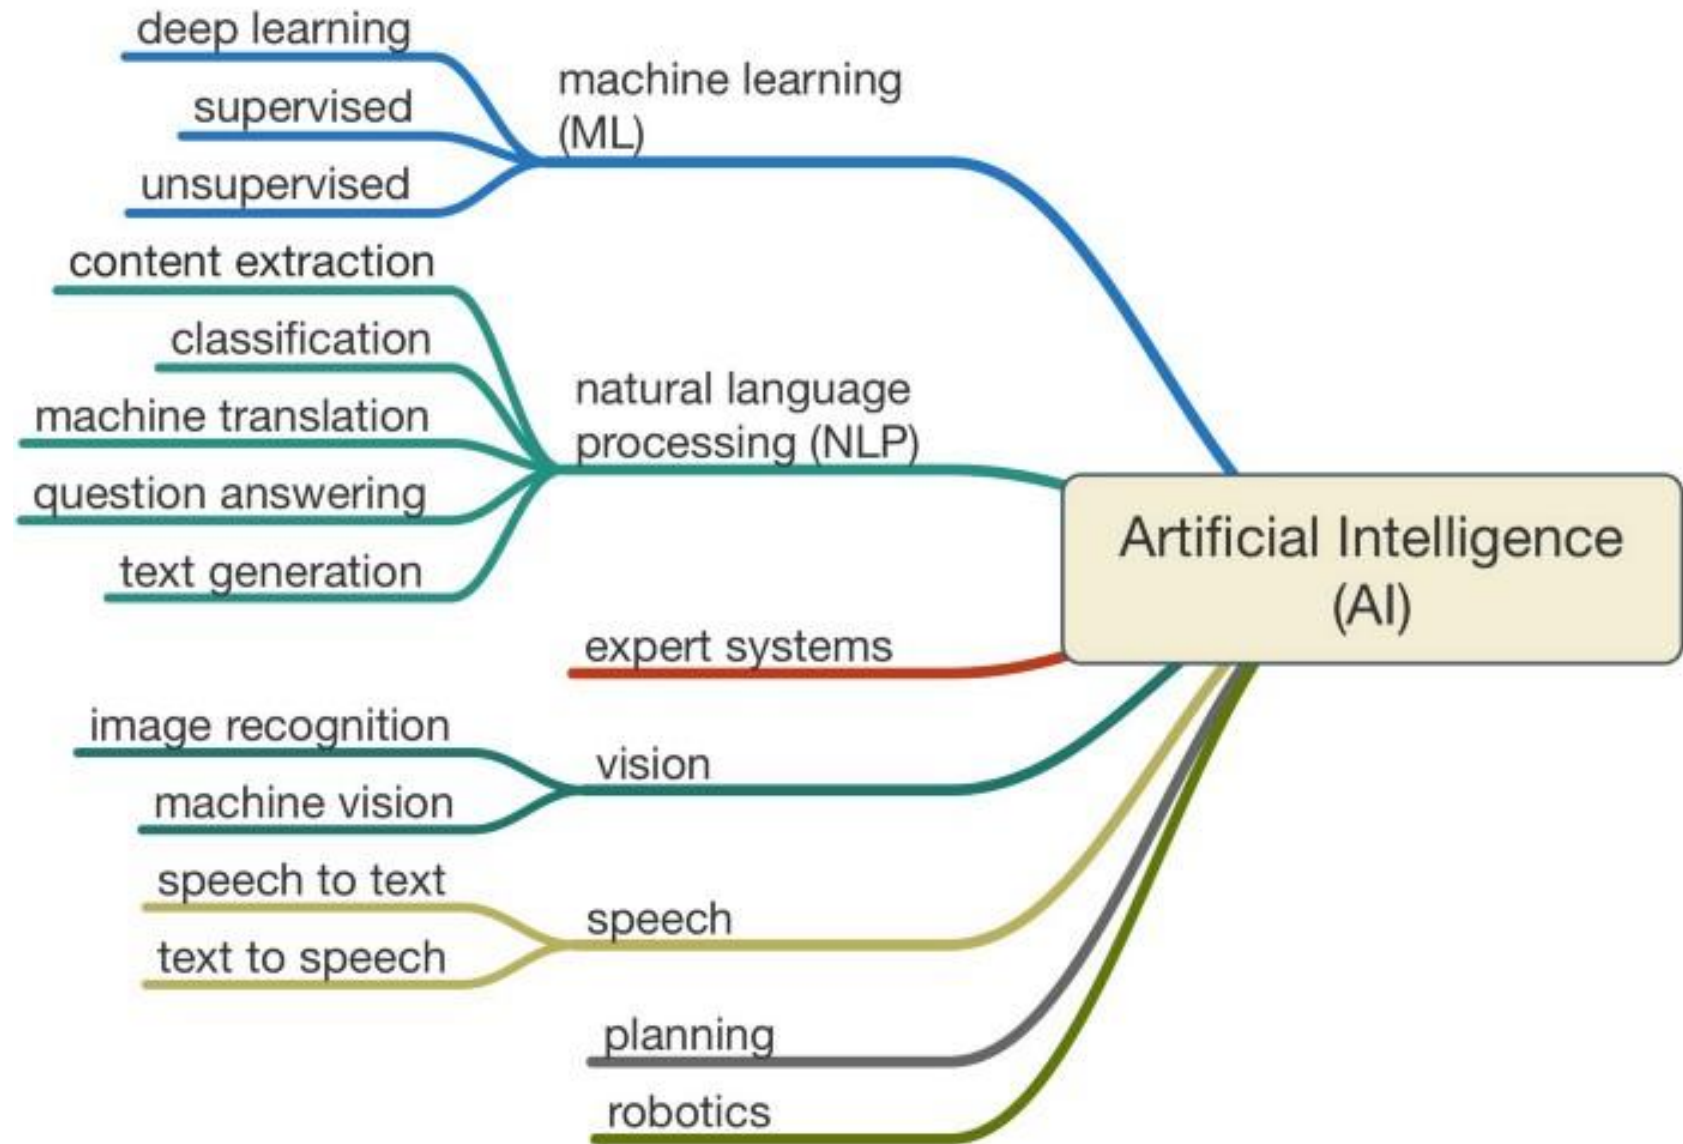 deep learning
supervised
unsupervised
machine learning
(ML)
content extraction
classification
machine translation
question answering
text generation
natural language
processing (NLP)
expert systems
image recognition
machine vision
vision
speech to text
text to speech
speech
planning
robotics
Artificial Intelligence
(AI)